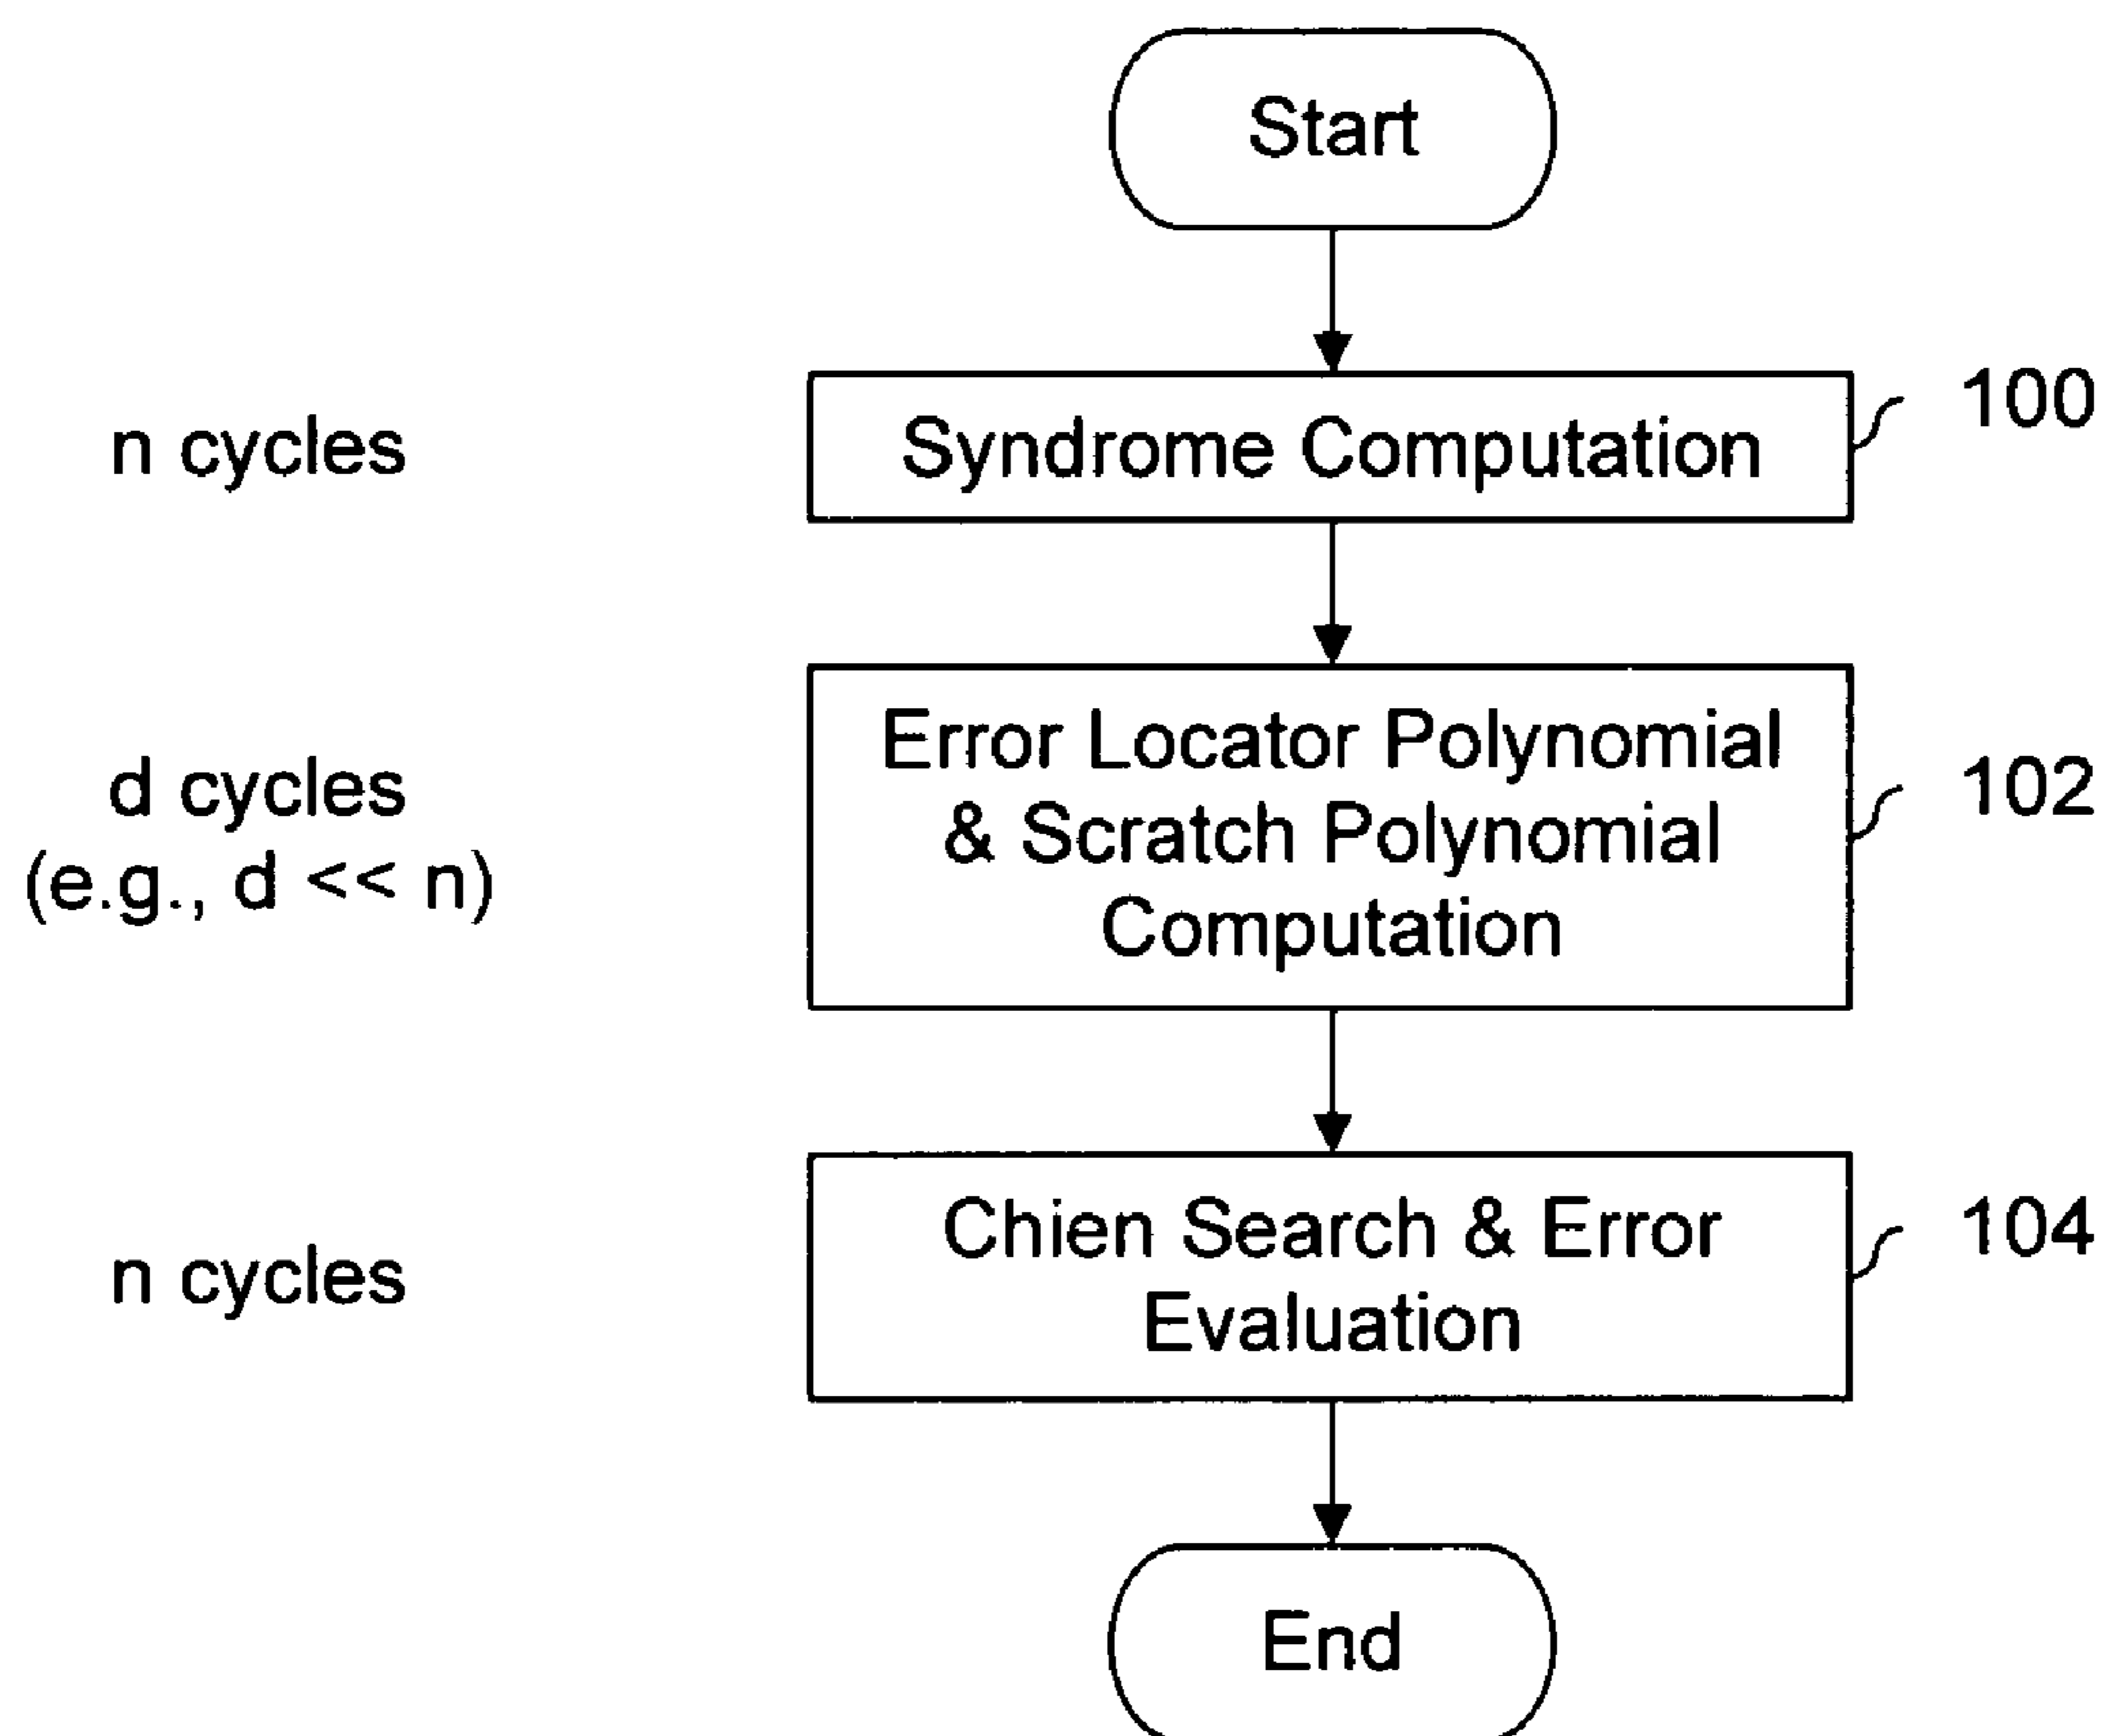 Start
n cycles
Syndrome Computation
100
d cycles
(e.g., d << n)
Error Locator Polynomial
& Scratch Polynomial
Computation
102
n cycles
Chien Search & Error
Evaluation
104
End